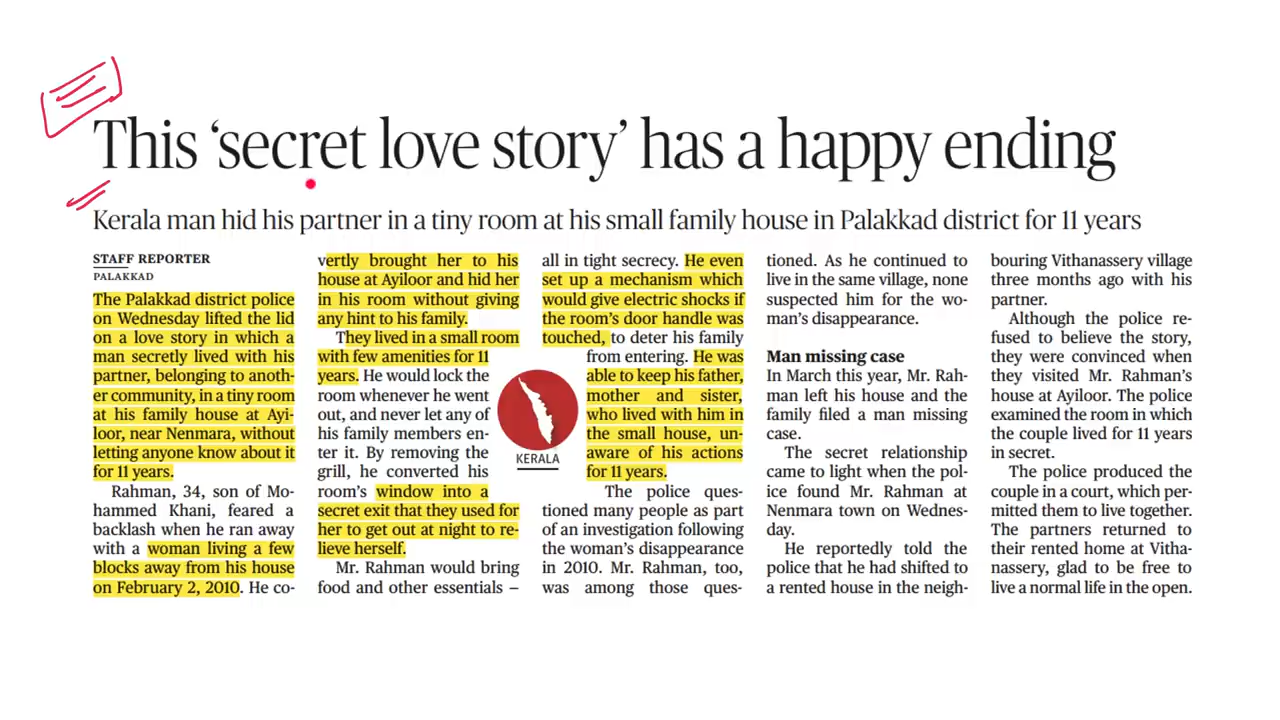 This ‘secret love story’ has a happy ending
Kerala man hid his partner in a tiny room at his small family house in Palakkad district for 11 years
STAFF REPORTER
PALAKKAD
The Palakkad district police
on Wednesday lifted the lid
on a love story in which a
man secretly lived with his
partner, belonging to anoth-
er community, in a tiny room
at his family house at Ayi-
loor, near Nenmara, without
letting anyone know about it
for 11 years.
Rahman, 34, son of Mo-
hammed Khani, feared a
backlash when he ran away
with a woman living a few
blocks away from his house
on February 2, 2010. He co-
vertly brought her to his
house at Ayiloor and hid her
in his room without giving
any hint to his family.
They lived in a small room
with few amenities for 11
years. He would lock the
room whenever he went
out, and never let any of
his family members en-
ter it. By removing the
grill, he converted his
room’s window into a
secret exit that they used for
her to get out at night to re-
lieve herself.
Mr. Rahman would bring
food and other essentials –
all in tight secrecy. He even
set up a mechanism which
would give electric shocks if
the room’s door handle was
touched, to deter his family
from entering. He was
able to keep his father,
mother and sister,
who lived with him in
the small house, un-
aware of his actions
for 11 years.
KERALA
The police ques-
tioned many people as part
of an investigation following
the woman’s disappearance
in 2010. Mr. Rahman, too,
was among those ques-
tioned. As he continued to
live in the same village, none
suspected him for the wo-
man’s disappearance.
Man missing case
In March this year, Mr. Rah-
man left his house and the
family filed a man missing
case.
The secret relationship
came to light when the pol-
ice found Mr. Rahman at
Nenmara town on Wednes-
day.
He reportedly told the
police that he had shifted to
a rented house in the neigh-
bouring Vithanassery village
three months ago with his
partner.
Although the police re-
fused to believe the story,
they were convinced when
they visited Mr. Rahman’s
house at Ayiloor. The police
examined the room in which
the couple lived for 11 years
in secret.
The police produced the
couple in a court, which per-
mitted them to live together.
The partners returned to
their rented home at Vitha-
nassery, glad to be free to
live a normal life in the open.